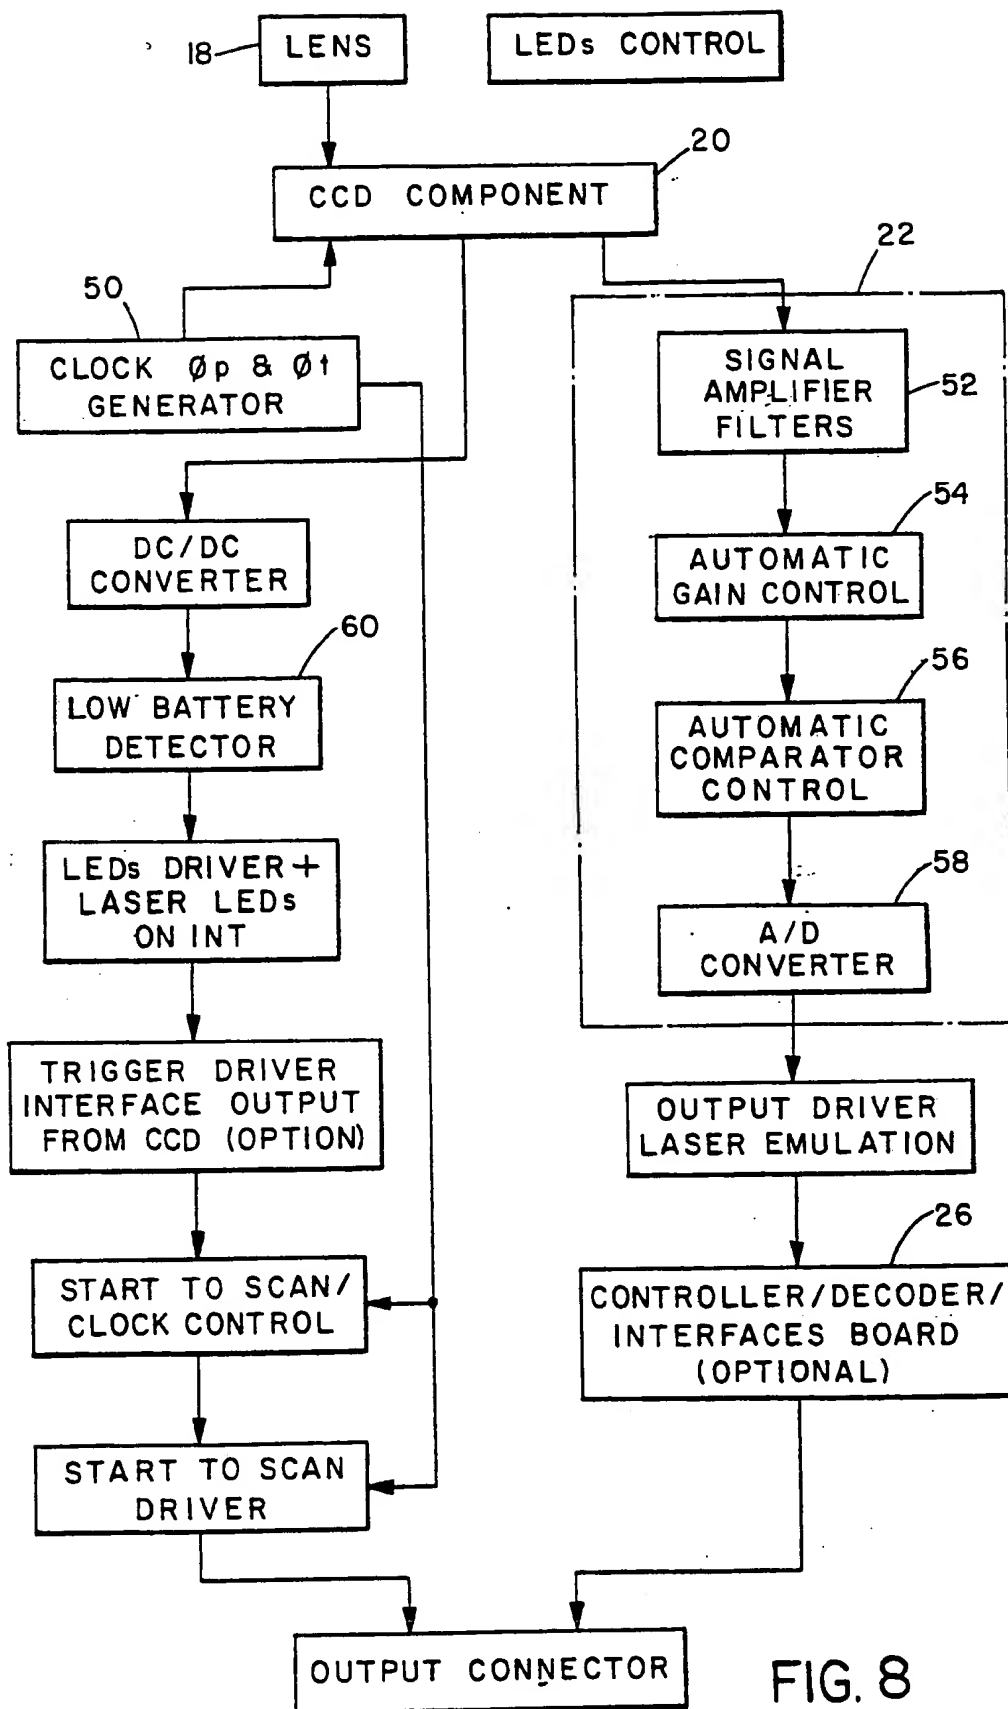 18
LENS
LEDs CONTROL
20
CCD COMPONENT
22
50
CLOCK Øp & Øt
GENERATOR
SIGNAL
AMPLIFIER
FILTERS
52
DC/DC
CONVERTER
54
AUTOMATIC
GAIN CONTROL
60
LOW BATTERY
DETECTOR
56
AUTOMATIC
COMPARATOR
CONTROL
LEDs DRIVER+
LASER LEDs
ON INT
58
A/D
CONVERTER
TRIGGER DRIVER
INTERFACE OUTPUT
FROM CCD (OPTION)
OUTPUT DRIVER
LASER EMULATION
26
START TO SCAN/
CLOCK CONTROL
CONTROLLER/DECODER/
INTERFACES BOARD
(OPTIONAL)
START TO SCAN
DRIVER
OUTPUT CONNECTOR
FIG. 8